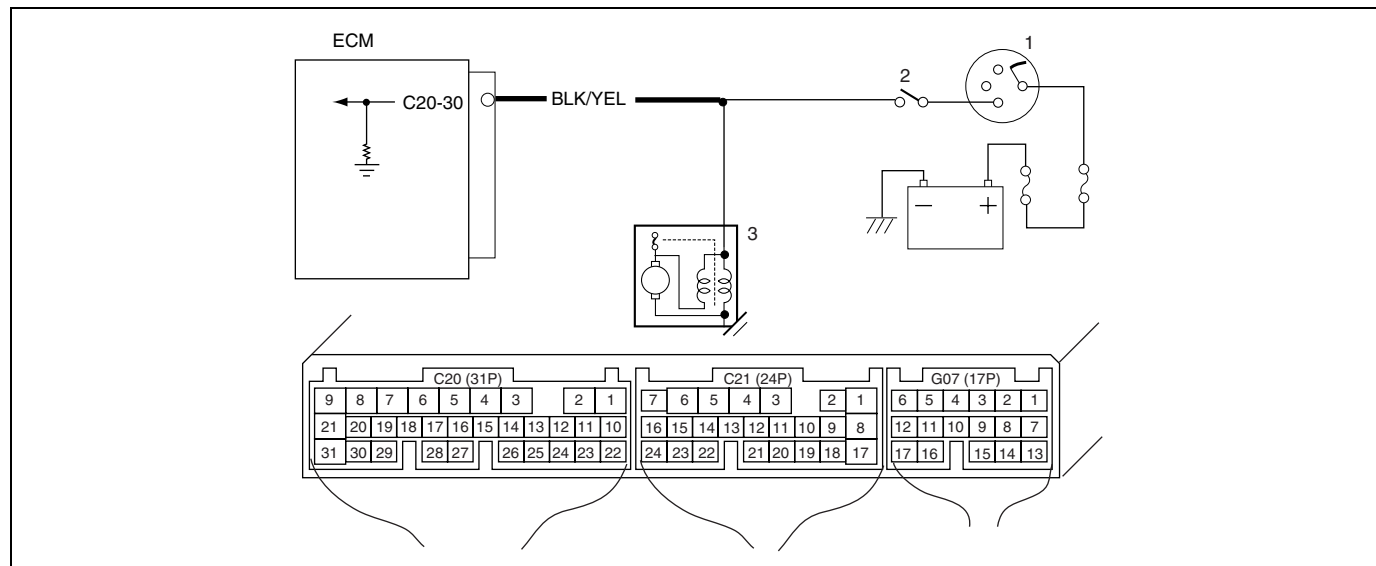 ECM
1
2
C20-30
BLK/YEL
− +
3
C20 (31P) C21 (24P) G07 (17P)
9 8 7 6 5 4 3 2 1 7 6 5 4 3 2 1 6 5 4 3 2 1
21 20 19 18 17 16 15 14 13 12 11 10 16 15 14 13 12 11 10 9 8 12 11 10 9 8 7
31 30 29 28 27 26 25 24 23 22 24 23 22 21 20 19 18 17 17 16 15 14 13